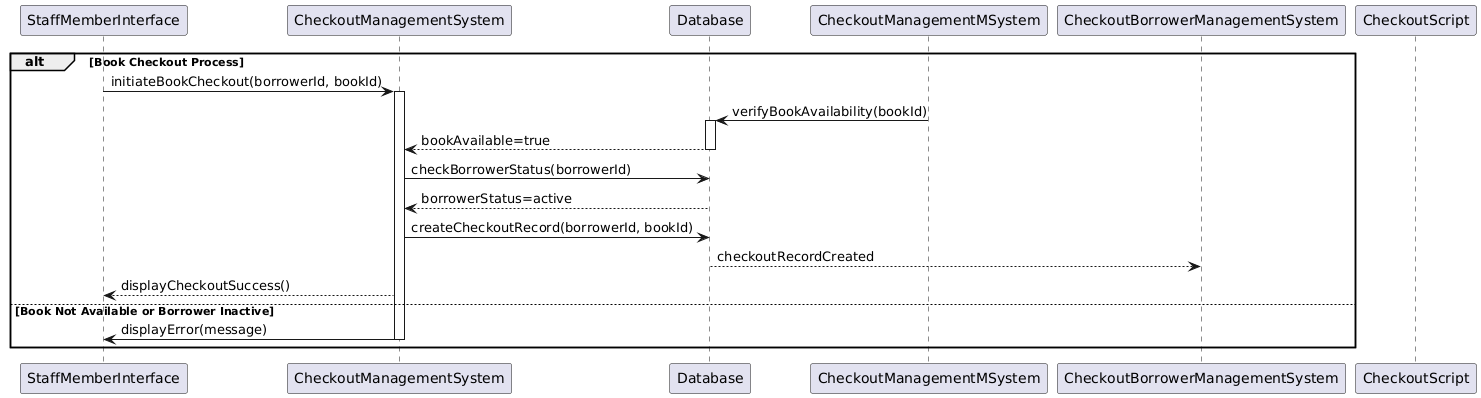 StaffMemberInterface
CheckoutManagementSystem
Database
CheckoutManagementMSystem
CheckoutBorrowerManagementSystem
CheckoutScript
alt
[Book Checkout Process]
initiateBookCheckout(borrowerId, bookId)
verifyBookAvailability(bookId)
bookAvailable=true
checkBorrowerStatus(borrowerId)
borrowerStatus=active
createCheckoutRecord(borrowerId, bookId)
checkoutRecordCreated
displayCheckoutSuccess()
[Book Not Available or Borrower Inactive]
displayError(message)
StaffMemberInterface
CheckoutManagementSystem
Database
CheckoutManagementMSystem
CheckoutBorrowerManagementSystem
CheckoutScript